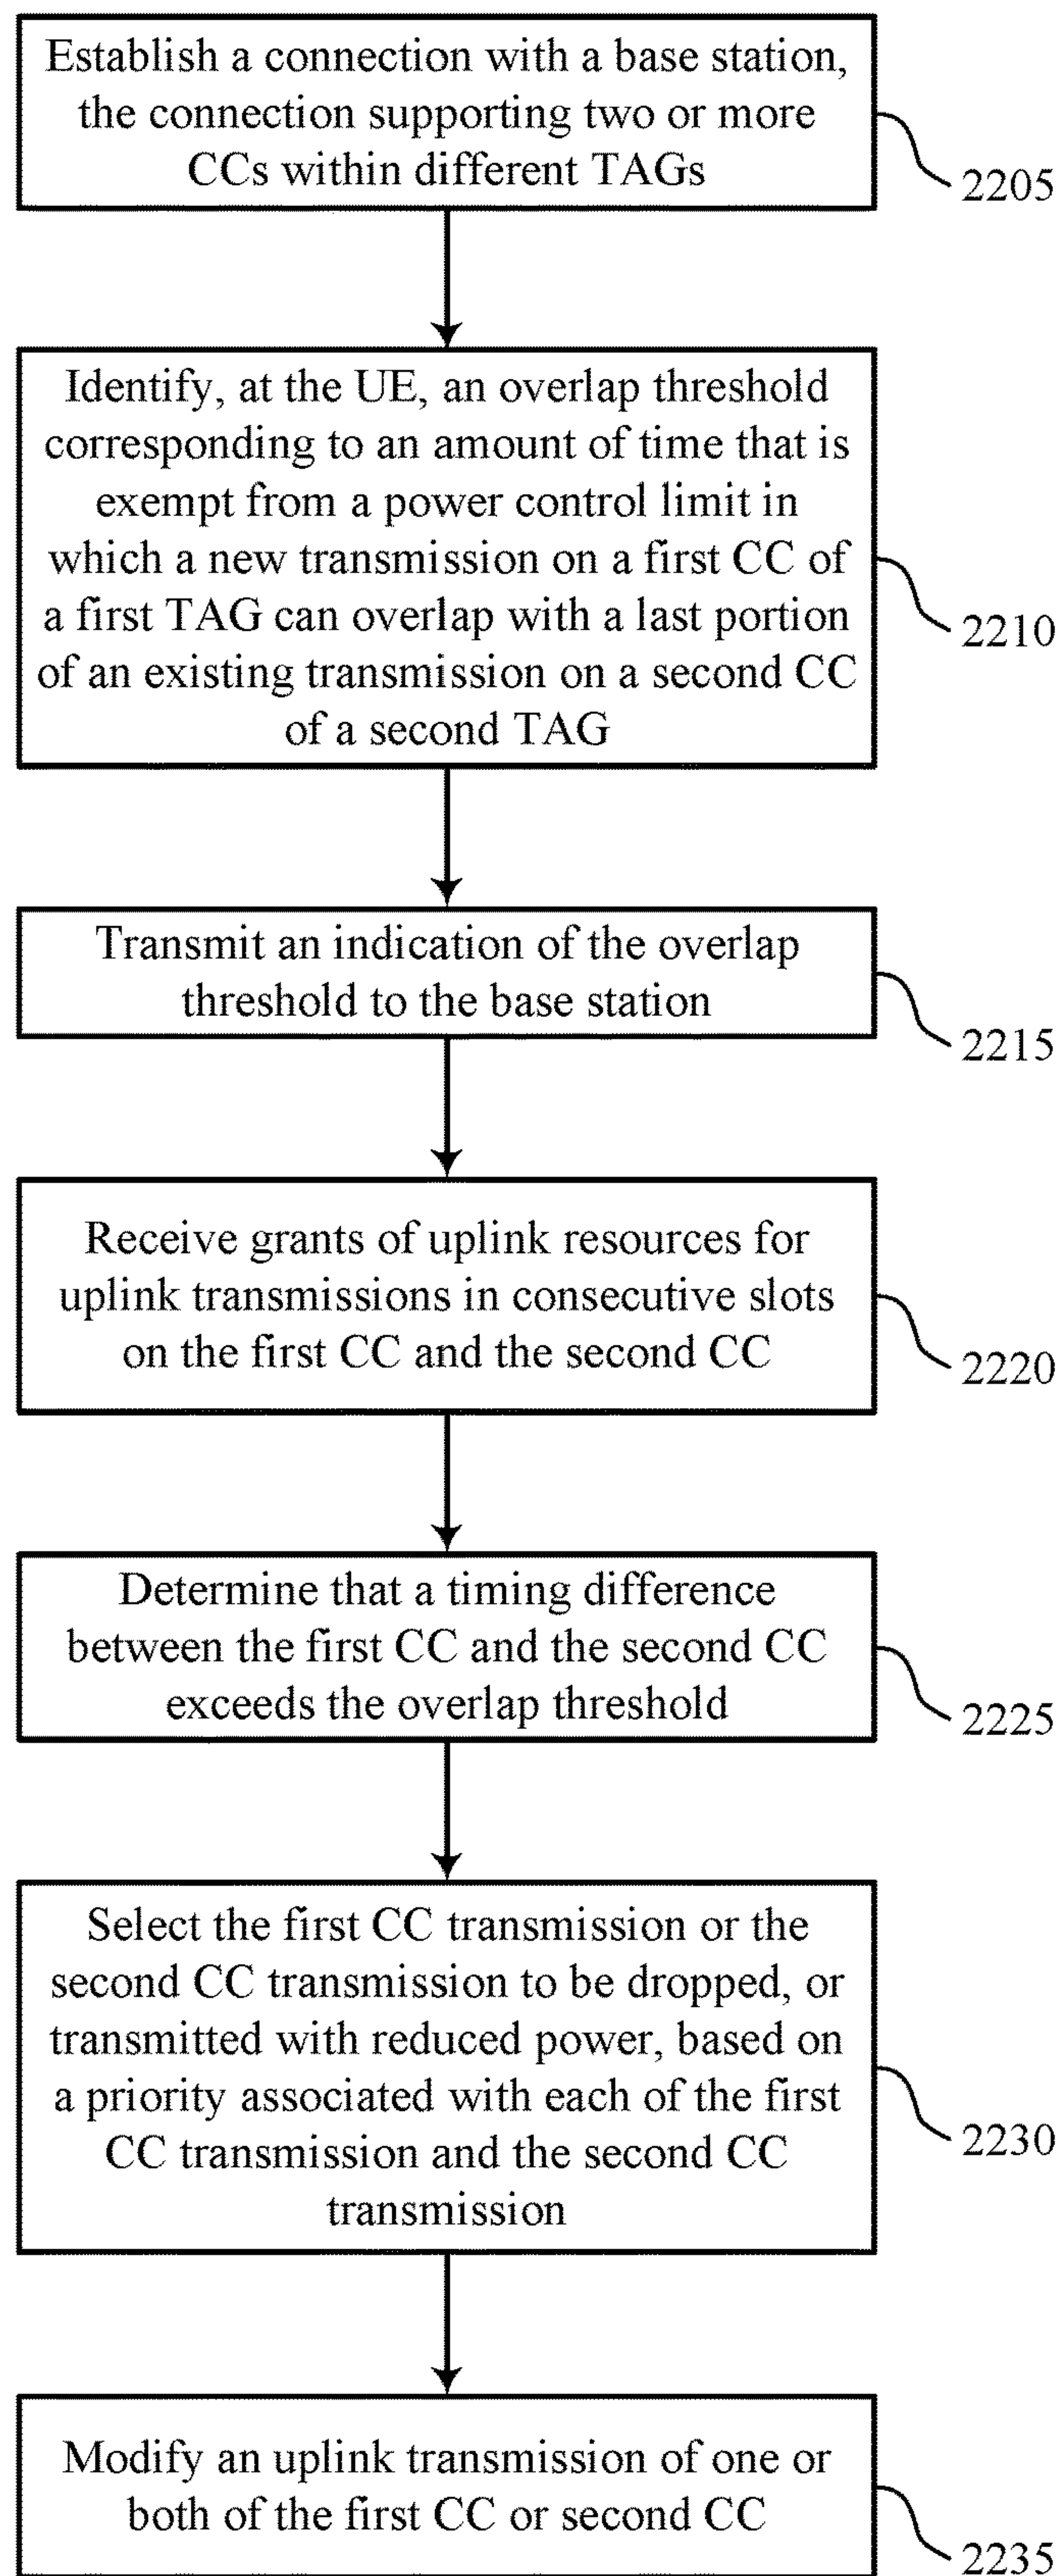 Establish a connection with a base station,
the connection supporting two or more
CCs within different TAGs
2205
Identify, at the UE, an overlap threshold
corresponding to an amount of time that is
exempt from a power control limit in
which a new transmission on a first CC of
a first TAG can overlap with a last portion
of an existing transmission on a second CC
of a second TAG
2210
Transmit an indication of the overlap
threshold to the base station
2215
Receive grants of uplink resources for
uplink transmissions in consecutive slots
on the first CC and the second CC
2220
Determine that a timing difference
between the first CC and the second CC
exceeds the overlap threshold
2225
Select the first CC transmission or the
second CC transmission to be dropped, or
transmitted with reduced power, based on
a priority associated with each of the first
CC transmission and the second CC
transmission
2230
Modify an uplink transmission of one or
both of the first CC or second CC
2235